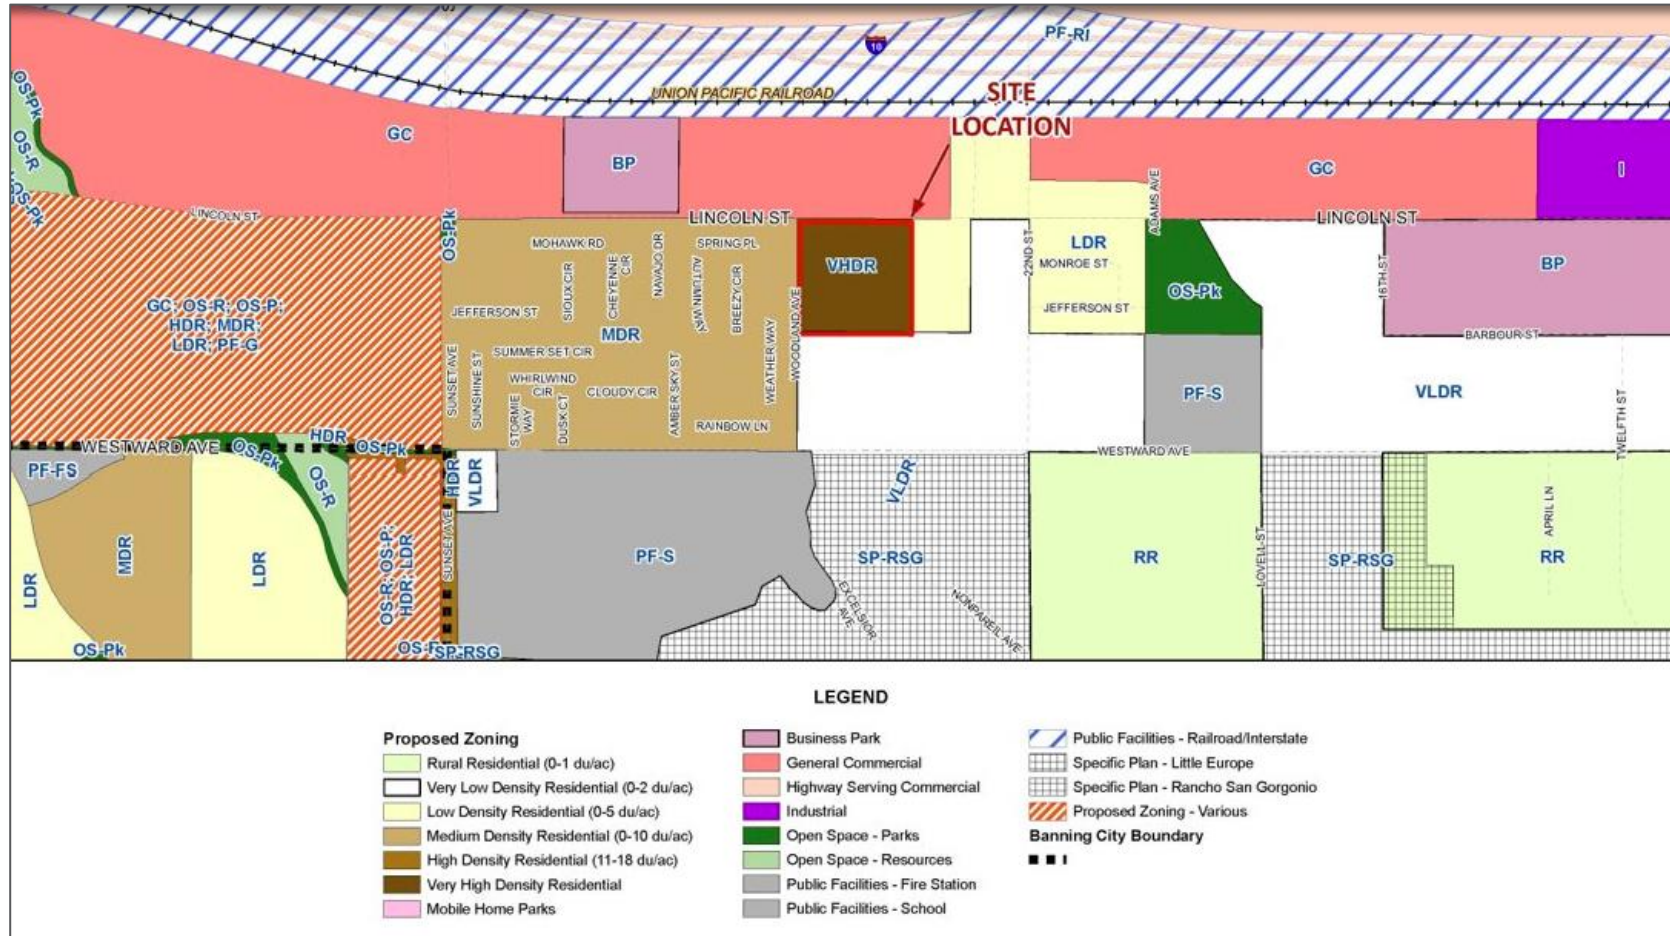 PF-RI
10
UNION PACIFIC RAILROAD
SITE
LOCATION
OS-Pk
OS-R
OS-Pk
GC
BP
GC
I
LINCOLN ST
OS-Pk
LINCOLN ST
ADAMS AVE
LINCOLN ST
MOHAWK RD
NAVAJO DR
SPRING PL
SIOUX CIR
CHEYENNE
CIR
AUTUMN WAY
BREEZY CIR
VHDR
22ND ST
LDR
MONROE ST
JEFFERSON ST
OS-Pk
16TH ST
BP
GC; OS-R; OS-P;
HDR; MDR;
LDR; PF-G
JEFFERSON ST
MDR
WOODLAND AVE
WEATHER WAY
BARBOUR ST
SUNSET AVE
SUNSHINE ST
SUMMER SET CIR
WHIRLWIND
CIR
CLOUDY CIR
STORMIE
WAY
DUSK CT
AMBER SKY ST
RAINBOW LN
PF-S
VLDR
TWELFTH ST
WESTWARD AVE
HDR
OS-Pk
OS-Pk
WESTWARD AVE
PF-FS
OS-R
HDR
VLDR
VLDR
MDR
LDR
LDR
OS-R; OS-P;
HDR; LDR
SUNSET AVE
PF-S
SP-RSG
RR
LOVELL ST
SP-RSG
APRIL LN
RR
EXCELSIOR
AVE
NONPAREIL AVE
OS-Pk
SP-RSG
LEGEND
Proposed Zoning
Rural Residential (0-1 du/ac)
Very Low Density Residential (0-2 du/ac)
Low Density Residential (0-5 du/ac)
Medium Density Residential (0-10 du/ac)
High Density Residential (11-18 du/ac)
Very High Density Residential
Mobile Home Parks
Business Park
General Commercial
Highway Serving Commercial
Industrial
Open Space - Parks
Open Space - Resources
Public Facilities - Fire Station
Public Facilities - School
Public Facilities - Railroad/Interstate
Specific Plan - Little Europe
Specific Plan - Rancho San Gorgonio
Proposed Zoning - Various
Banning City Boundary